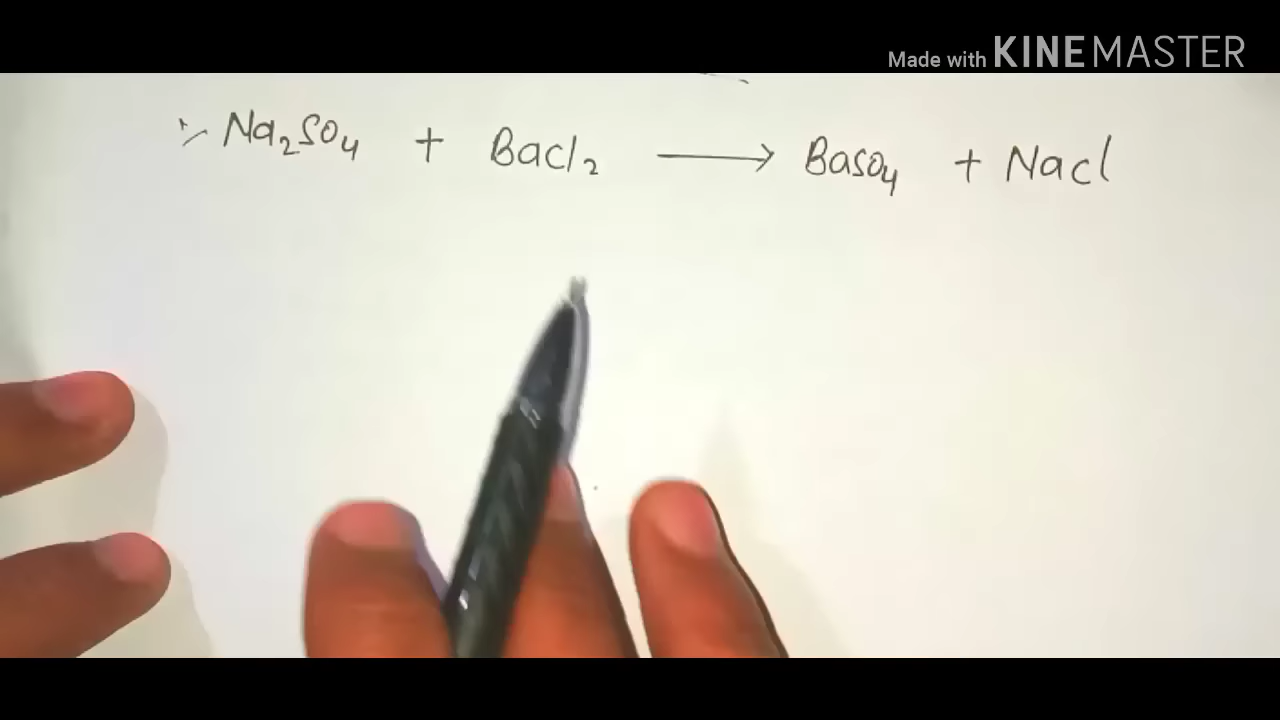 Made with KINEMASTER
Na₂SO₄ + BaCl₂ ⟶ BaSO₄ + NaCl